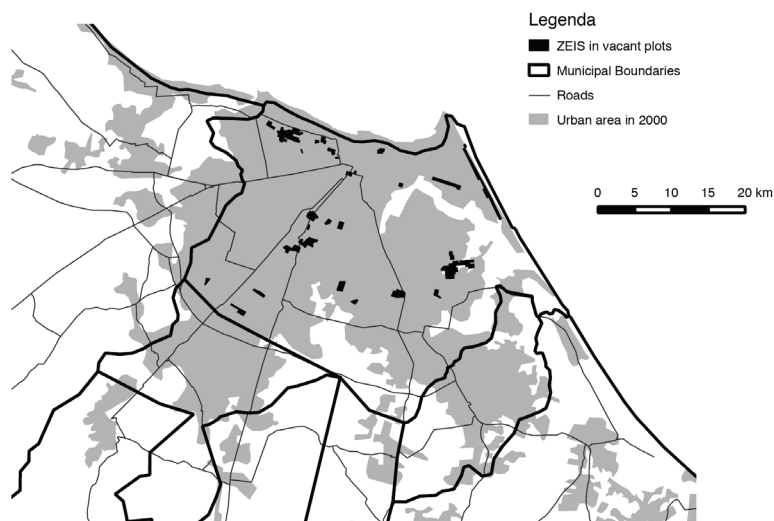 Legenda
ZEIS in vacant plots
Municipal Boundaries
Roads
Urban area in 2000
0 5 10 15 20 km